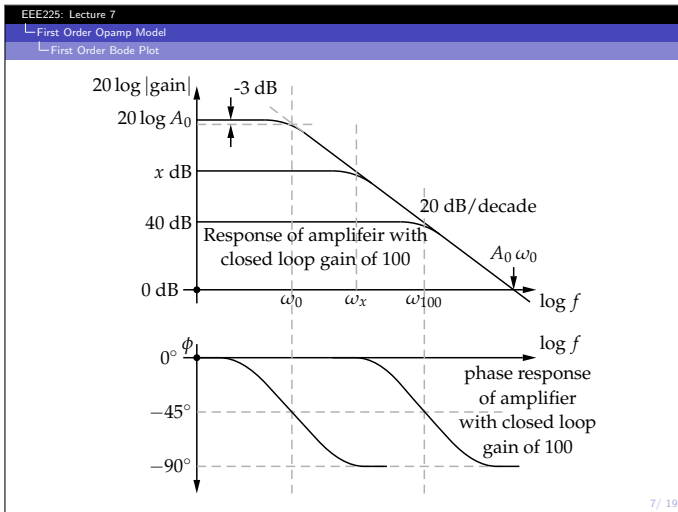 EEE225: Lecture 7
First Order Opamp Model
First Order Bode Plot
20 log |gain|
-3 dB
20 log A₀
x dB
20 dB/decade
40 dB
Response of amplifeir with
closed loop gain of 100
A₀ ω₀
0 dB
ω₀
ωₓ
ω₁₀₀
log f
ϕ
log f
0°
phase response
of amplifier
with closed loop
gain of 100
−45°
−90°
7/ 19